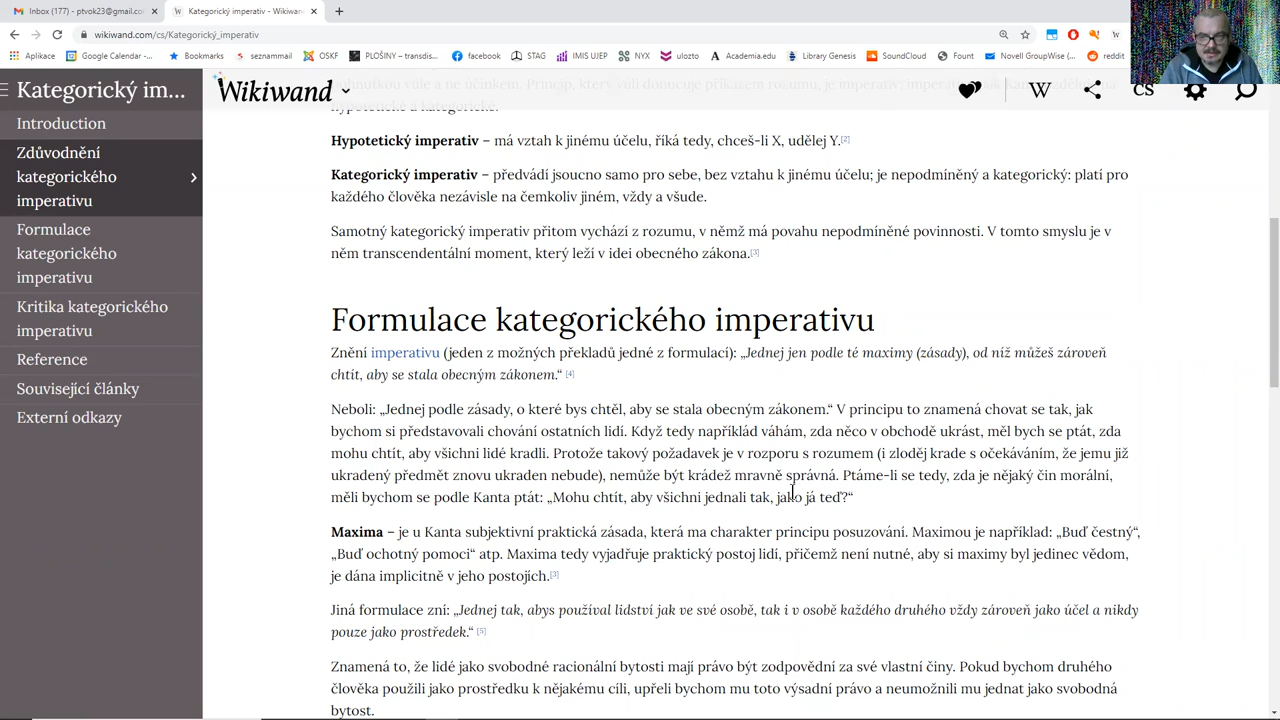 Inbox (177) - ptvok23@gmail.co
Kategorický imperativ - Wikiwand
wikiwand.com/cs/Kategorický_imperativ
Aplikace
Google Calendar -...
Bookmarks
seznammail
OSKF
PLOŠINY – transdis...
facebook
STAG
IMIS UJEP
NYX
ulozto
Academia.edu
Library Genesis
SoundCloud
Fount
Novell GroupWise (...
reddit
Kategorický im...
Wikiwand
W
CS
Introduction
Zdůvodnění
kategorického
imperativu
Formulace
kategorického
imperativu
Kritika kategorického
imperativu
Reference
Související články
Externí odkazy
hypotetické a kategorické.
Hypotetický imperativ – má vztah k jinému účelu, říká tedy, chceš-li X, udělej Y.[2]
Kategorický imperativ – předvádí jsoucno samo pro sebe, bez vztahu k jinému účelu; je nepodmíněný a kategorický: platí pro
každého člověka nezávisle na čemkoliv jiném, vždy a všude.
Samotný kategorický imperativ přitom vychází z rozumu, v němž má povahu nepodmíněné povinnosti. V tomto smyslu je v
něm transcendentální moment, který leží v idei obecného zákona.[3]
Formulace kategorického imperativu
Znění imperativu (jeden z možných překladů jedné z formulací): „Jednej jen podle té maximy (zásady), od níž můžeš zároveň
chtít, aby se stala obecným zákonem.“ [4]
Neboli: „Jednej podle zásady, o které bys chtěl, aby se stala obecným zákonem.“ V principu to znamená chovat se tak, jak
bychom si představovali chování ostatních lidí. Když tedy například váhám, zda něco v obchodě ukrást, měl bych se ptát, zda
mohu chtít, aby všichni lidé kradli. Protože takový požadavek je v rozporu s rozumem (i zloděj krade s očekáváním, že jemu již
ukradený předmět znovu ukraden nebude), nemůže být krádež mravně správná. Ptáme-li se tedy, zda je nějaký čin morální,
měli bychom se podle Kanta ptát: „Mohu chtít, aby všichni jednali tak, jako já teď?“
Maxima – je u Kanta subjektivní praktická zásada, která ma charakter principu posuzování. Maximou je například: „Buď čestný“,
„Buď ochotný pomoci“ atp. Maxima tedy vyjadřuje praktický postoj lidí, přičemž není nutné, aby si maximy byl jedinec vědom,
je dána implicitně v jeho postojích.[3]
Jiná formulace zní: „Jednej tak, abys používal lidství jak ve své osobě, tak i v osobě každého druhého vždy zároveň jako účel a nikdy
pouze jako prostředek.“ [5]
Znamená to, že lidé jako svobodné racionální bytosti mají právo být zodpovědní za své vlastní činy. Pokud bychom druhého
člověka použili jako prostředku k nějakému cíli, upřeli bychom mu toto výsadní právo a neumožnili mu jednat jako svobodná
bytost.